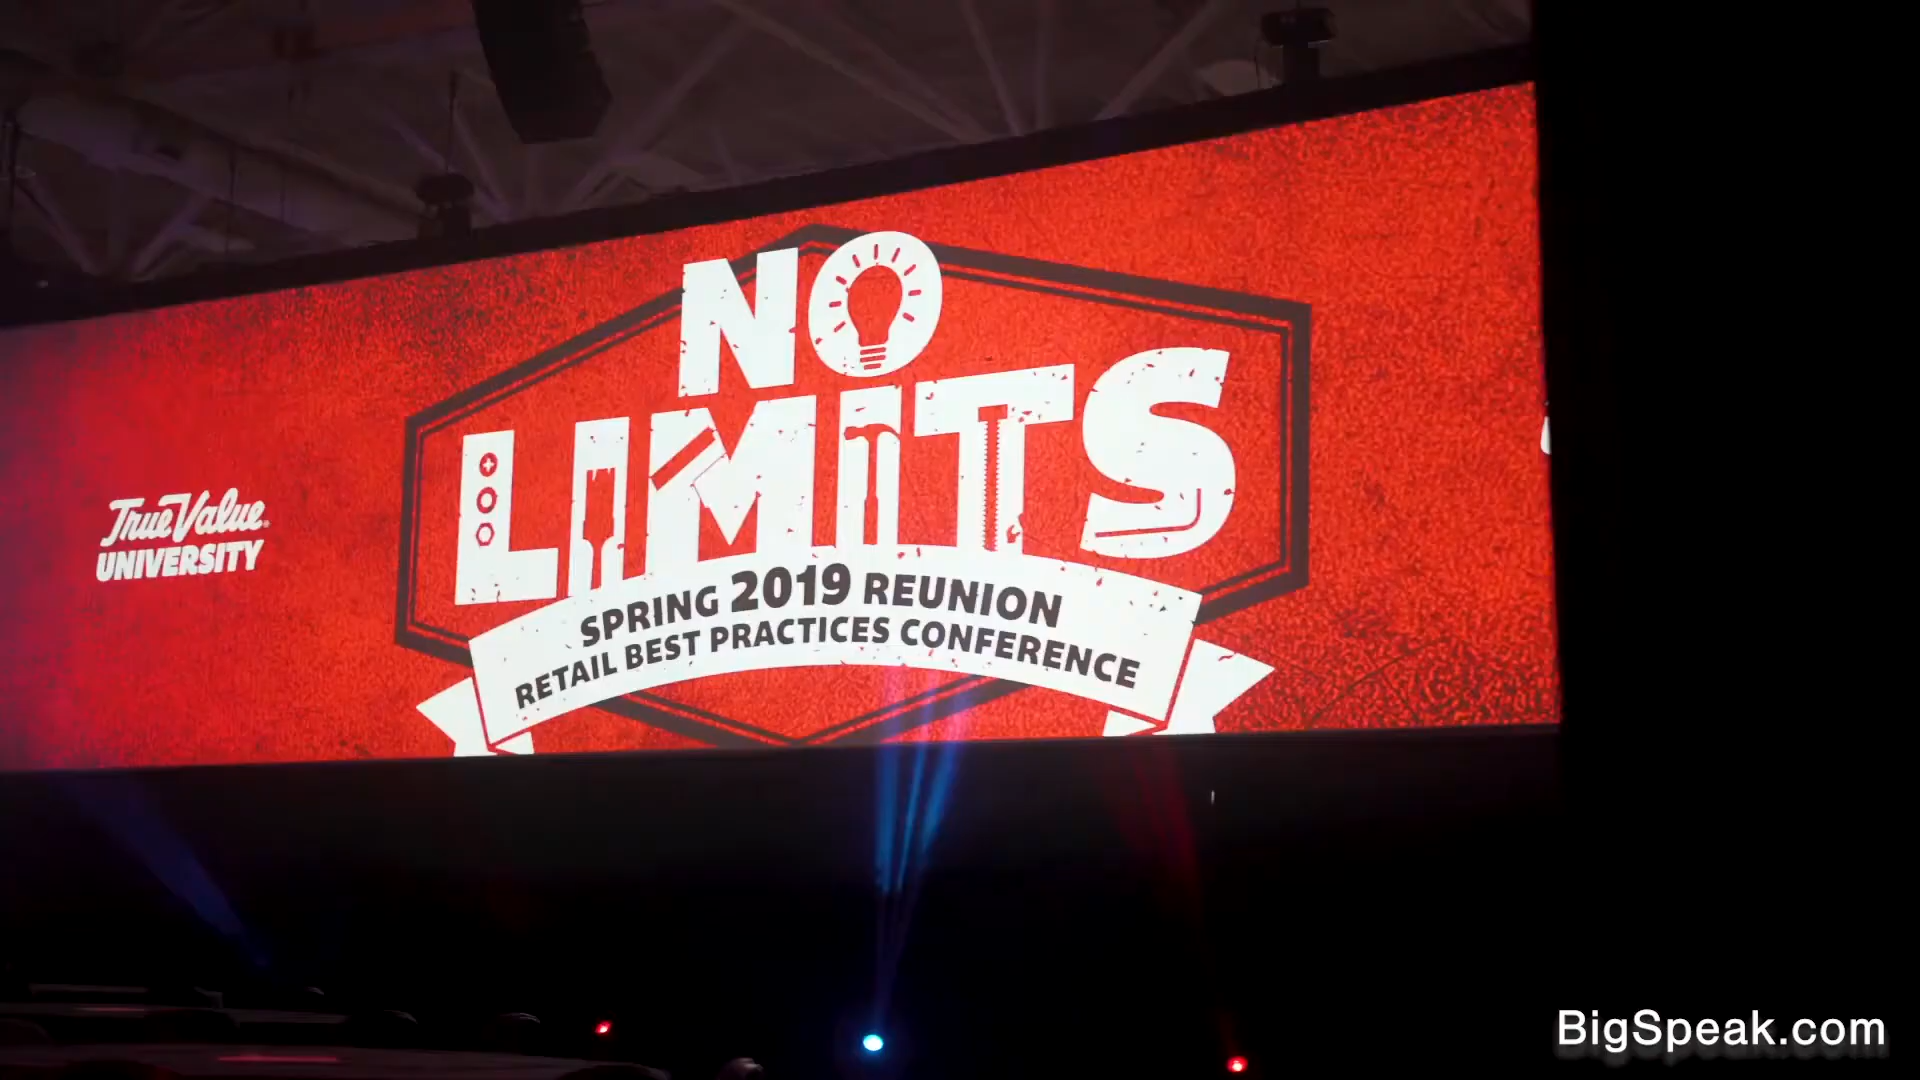 NO
LIMITS
True Value®
UNIVERSITY
SPRING 2019 REUNION
RETAIL BEST PRACTICES CONFERENCE
BigSpeak.com